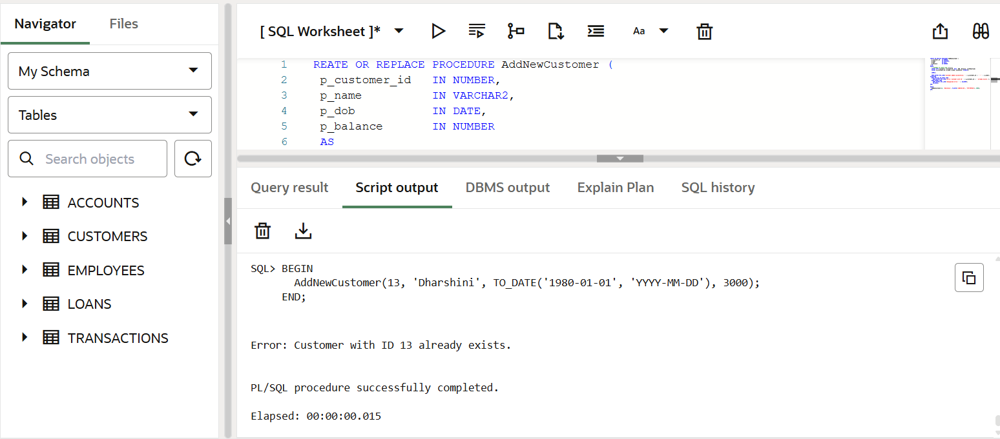 Navigator Files
My Schema
Tables
Search objects
ACCOUNTS
CUSTOMERS
EMPLOYEES
LOANS
TRANSACTIONS
[ SQL Worksheet ]* Aa
1 REATE OR REPLACE PROCEDURE AddNewCustomer (
2 p_customer_id IN NUMBER,
3 p_name IN VARCHAR2,
4 p_dob IN DATE,
5 p_balance IN NUMBER
6 AS
Query result Script output DBMS output Explain Plan SQL history
SQL> BEGIN
AddNewCustomer(13, 'Dharshini', TO_DATE('1980-01-01', 'YYYY-MM-DD'), 3000);
END;
Error: Customer with ID 13 already exists.
PL/SQL procedure successfully completed.
Elapsed: 00:00:00.015